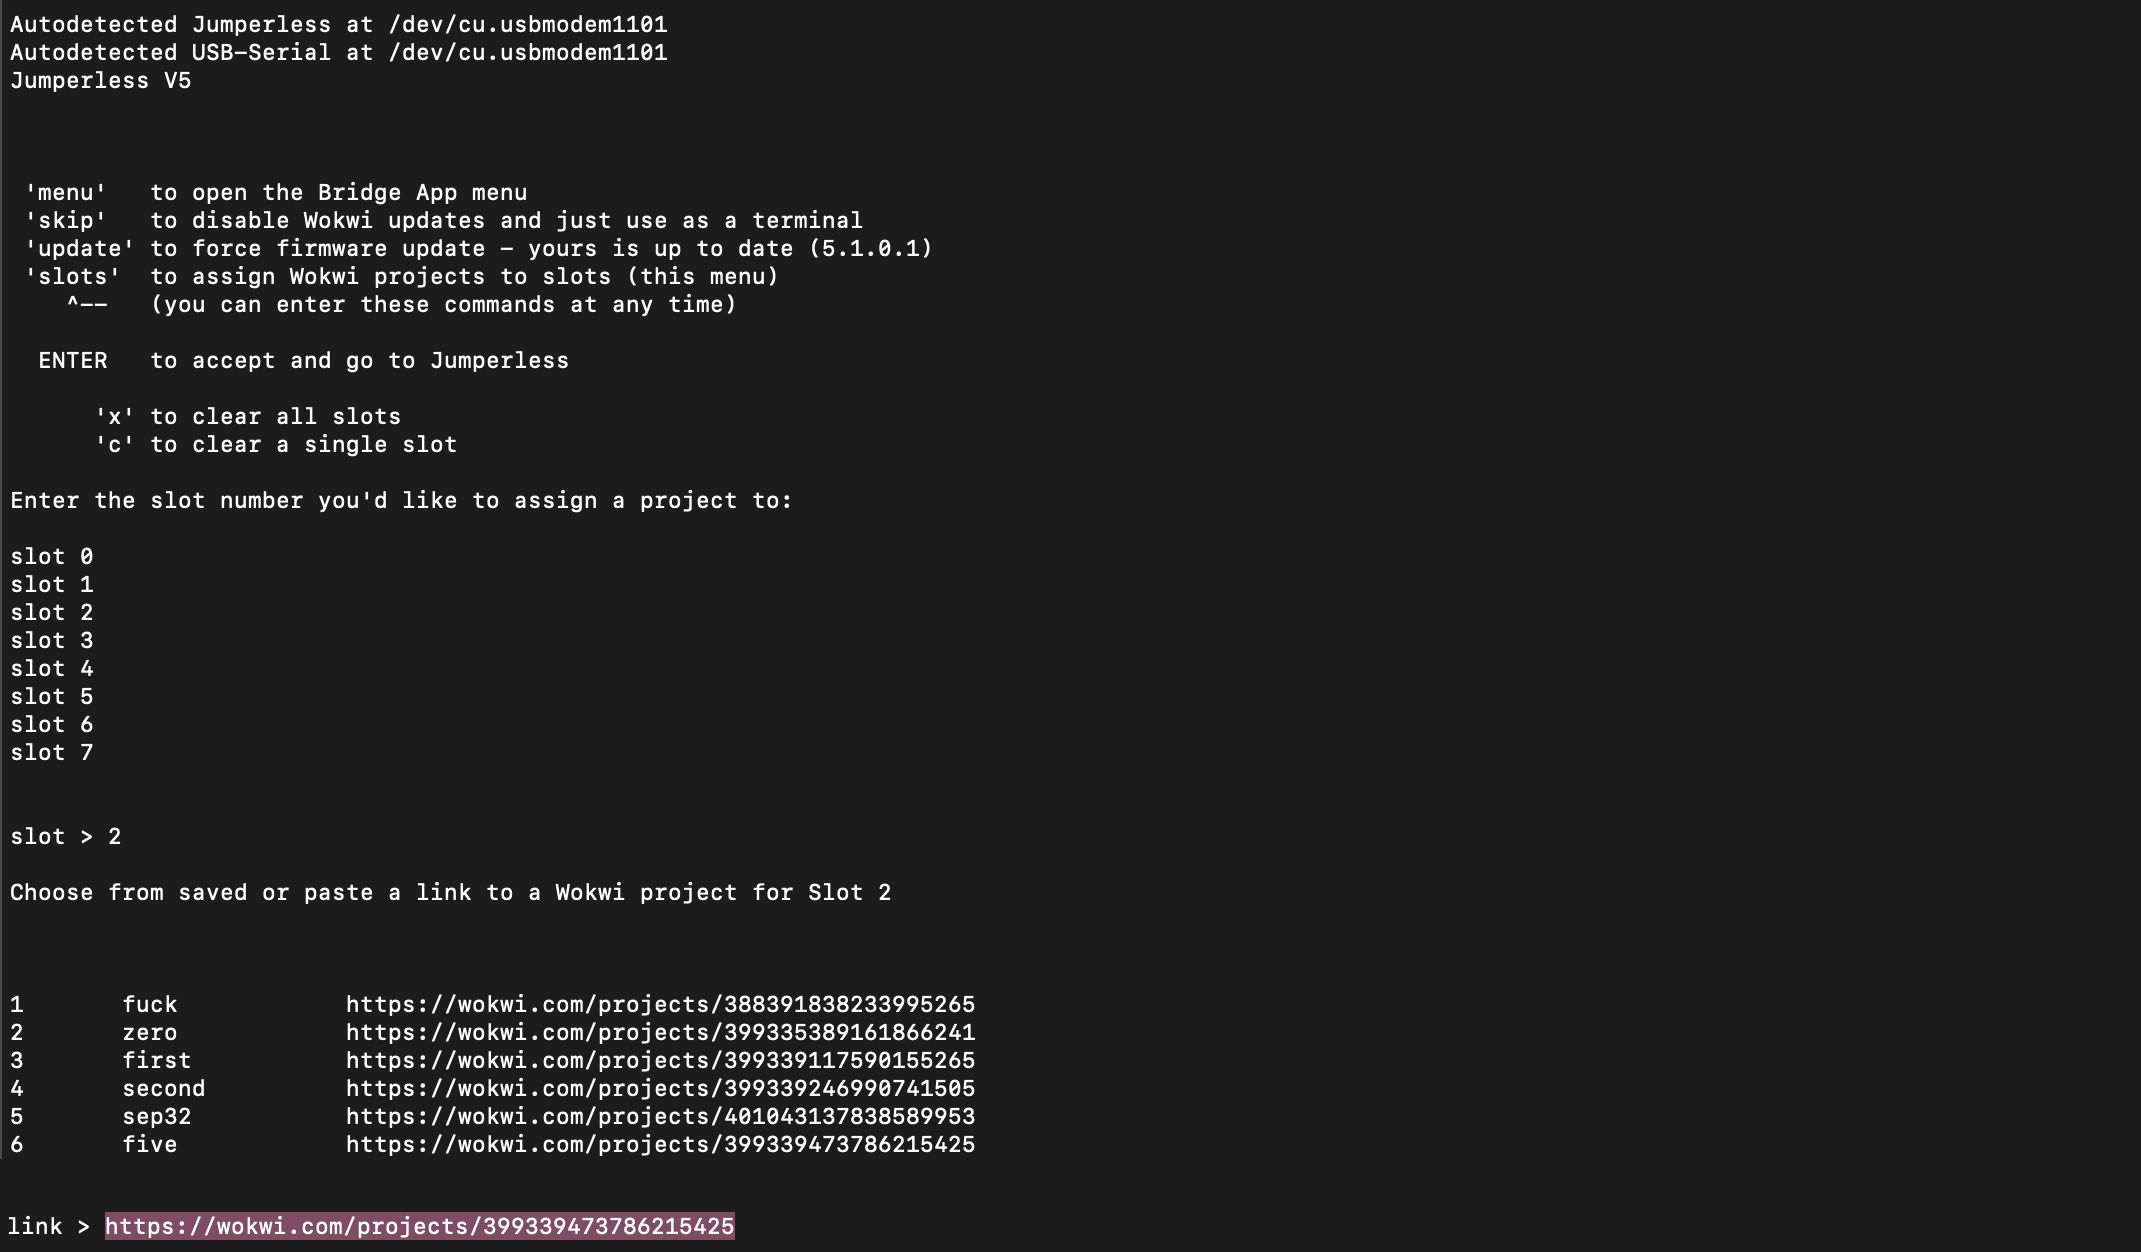 Autodetected Jumperless at /dev/cu.usbmodem1101
Autodetected USB-Serial at /dev/cu.usbmodem1101
Jumperless V5
'menu' to open the Bridge App menu
'skip' to disable Wokwi updates and just use as a terminal
'update' to force firmware update - yours is up to date (5.1.0.1)
'slots' to assign Wokwi projects to slots (this menu)
^-- (you can enter these commands at any time)
ENTER to accept and go to Jumperless
'x' to clear all slots
'c' to clear a single slot
Enter the slot number you'd like to assign a project to:
slot 0
slot 1
slot 2
slot 3
slot 4
slot 5
slot 6
slot 7
slot > 2
Choose from saved or paste a link to a Wokwi project for Slot 2
1 fuck https://wokwi.com/projects/388391838233995265
2 zero https://wokwi.com/projects/399335389161866241
3 first https://wokwi.com/projects/399339117590155265
4 second https://wokwi.com/projects/399339246990741505
5 sep32 https://wokwi.com/projects/401043137838589953
6 five https://wokwi.com/projects/399339473786215425
link > https://wokwi.com/projects/399339473786215425